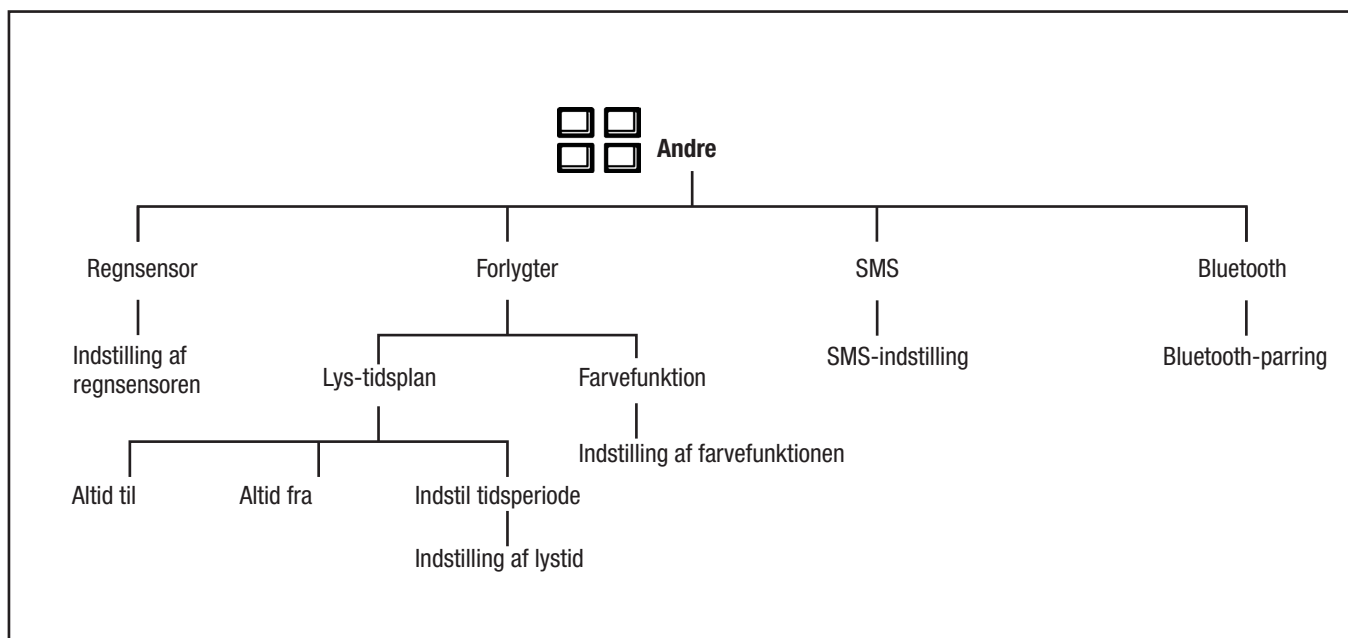 Andre
Regnsensor
Forlygter
SMS
Bluetooth
Indstilling af
regnsensoren
Lys-tidsplan
Farvefunktion
SMS-indstilling
Bluetooth-parring
Indstilling af farvefunktionen
Altid til
Altid fra
Indstil tidsperiode
Indstilling af lystid